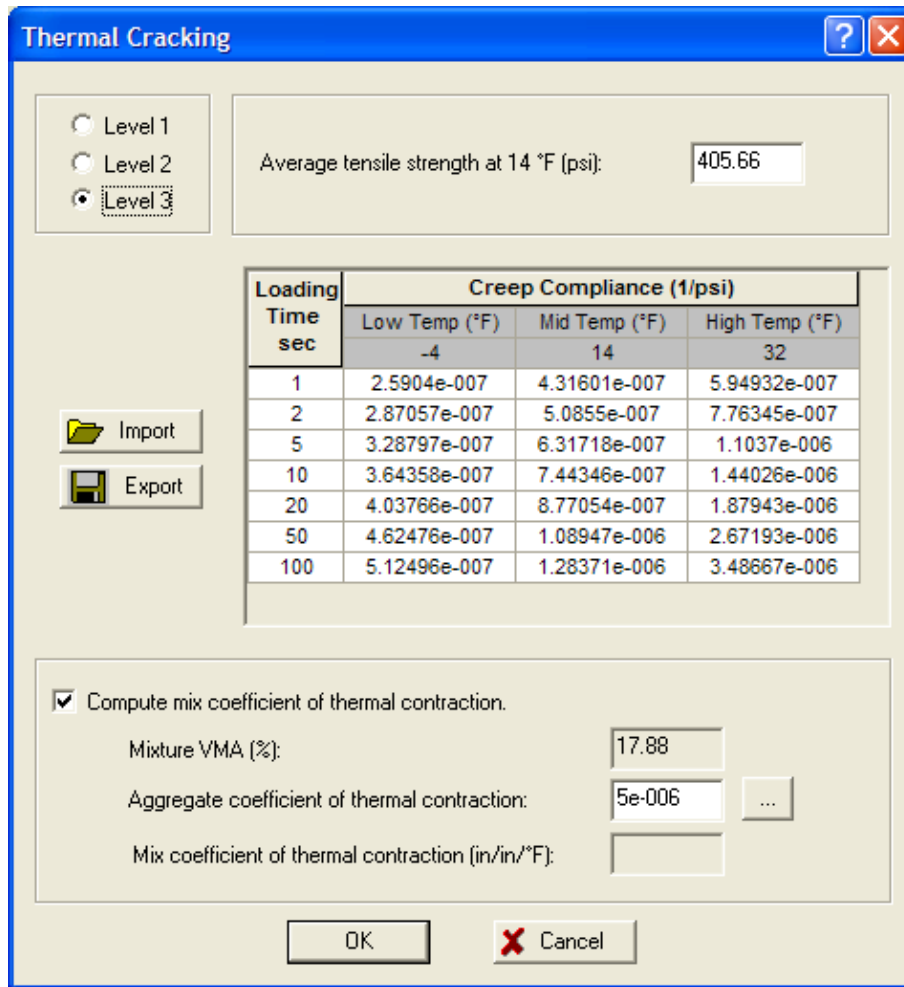 Thermal Cracking
Level 1
Level 2
Level 3
Average tensile strength at 14 °F (psi): 405.66
Loading Time sec Creep Compliance (1/psi)
Low Temp (°F) Mid Temp (°F) High Temp (°F)
-4 14 32
1 2.5904e-007 4.31601e-007 5.94932e-007
2 2.87057e-007 5.0855e-007 7.76345e-007
5 3.28797e-007 6.31718e-007 1.1037e-006
10 3.64358e-007 7.44346e-007 1.44026e-006
20 4.03766e-007 8.77054e-007 1.87943e-006
50 4.62476e-007 1.08947e-006 2.67193e-006
100 5.12496e-007 1.28371e-006 3.48667e-006
Import
Export
Compute mix coefficient of thermal contraction.
Mixture VMA (%): 17.88
Aggregate coefficient of thermal contraction: 5e-006 ...
Mix coefficient of thermal contraction (in/in/°F):
OK Cancel